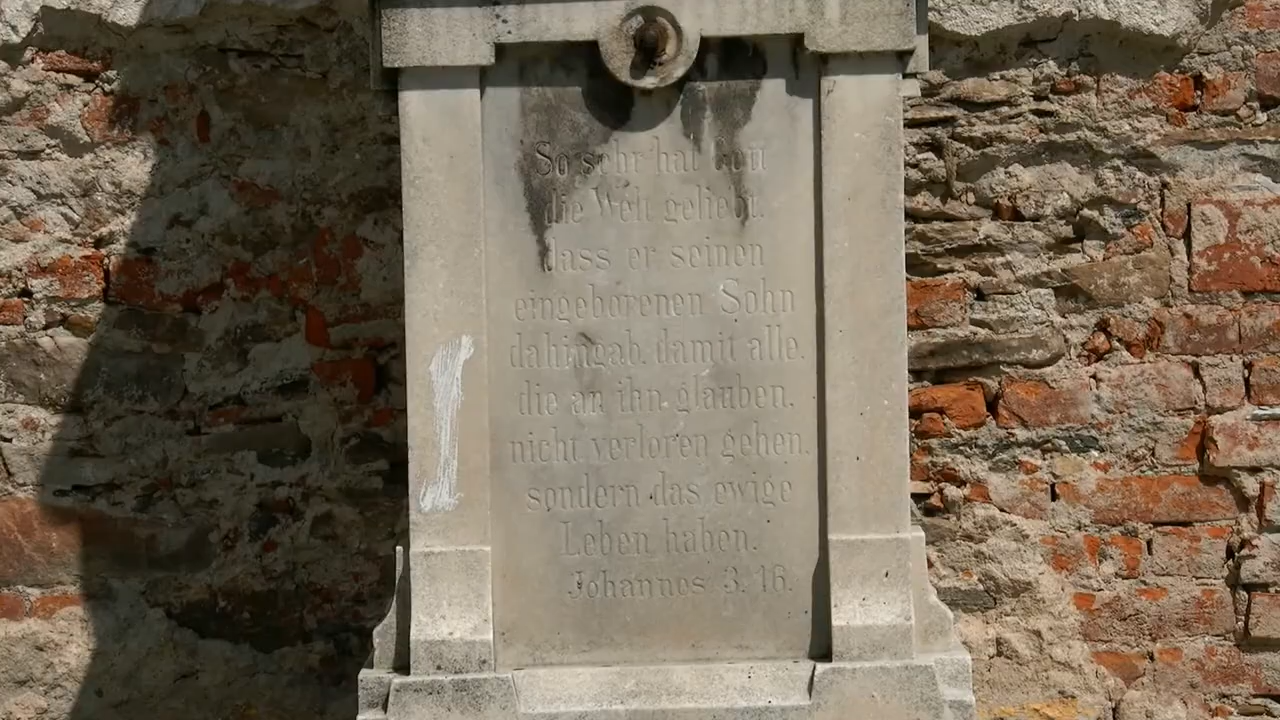 So sehr hat Gott
die Welt geliebt,
dass er seinen
eingeborenen Sohn
dahingab, damit alle,
die an ihn glauben,
nicht verloren gehen,
sondern das ewige
Leben haben.
Johannes 3. 16.